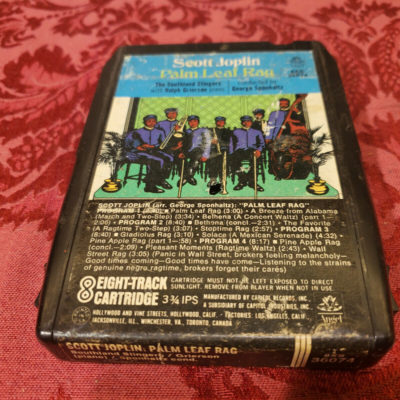 Scott Joplin
Palm Leaf Rag
The Southland Stingers
with Ralph Grierson piano
conducted by
George Sponhaltz
SCOTT JOPLIN (arr. George Sponhaltz): "PALM LEAF RAG"
PROGRAM 1 Palm Leaf Rag (3:00) • A Breeze from Alabama
(March and Two-Step) (3:34) • Bethena (A Concert Waltz) (part 1—
2:06) • PROGRAM 2 (8:40) • Bethena (concl.—2:31) • The Favorite
(A Ragtime Two-Step) (3:07) Stoptime Rag (2:57) • PROGRAM 3
(8:40) • Gladiolus Rag (3:10) • Solace (A Mexican Serenade) (4:32)
Pine Apple Rag (part 1—:58) • PROGRAM 4 (8:17) • Pine Apple Rag
(concl.—2:09) • Pleasant Moments (Ragtime Waltz) (2:43) • Wall
Street Rag (3:05) (Panic in Wall Street, brokers feeling melancholy—
Good times coming—Good times have come—Listening to the strains
of genuine negro ragtime, brokers forget their cares)
8 EIGHT-TRACK
CARTRIDGE 3¾ IPS
CARTRIDGE MUST NOT BE LEFT EXPOSED TO DIRECT
SUNLIGHT. REMOVE FROM PLAYER WHEN NOT IN USE.
MANUFACTURED BY CAPITOL RECORDS, INC.
A SUBSIDIARY OF CAPITOL INDUSTRIES, INC.
HOLLYWOOD AND VINE STREETS, HOLLYWOOD, CALIF. · FACTORIES: LOS ANGELES, CALIF.
JACKSONVILLE, ILL., WINCHESTER, VA., TORONTO, CANADA
Angel
SCOTT JOPLIN: PALM LEAF RAG
Southland Stingers / Grierson
(piano) / Sponhaltz cond.
8XS
36074